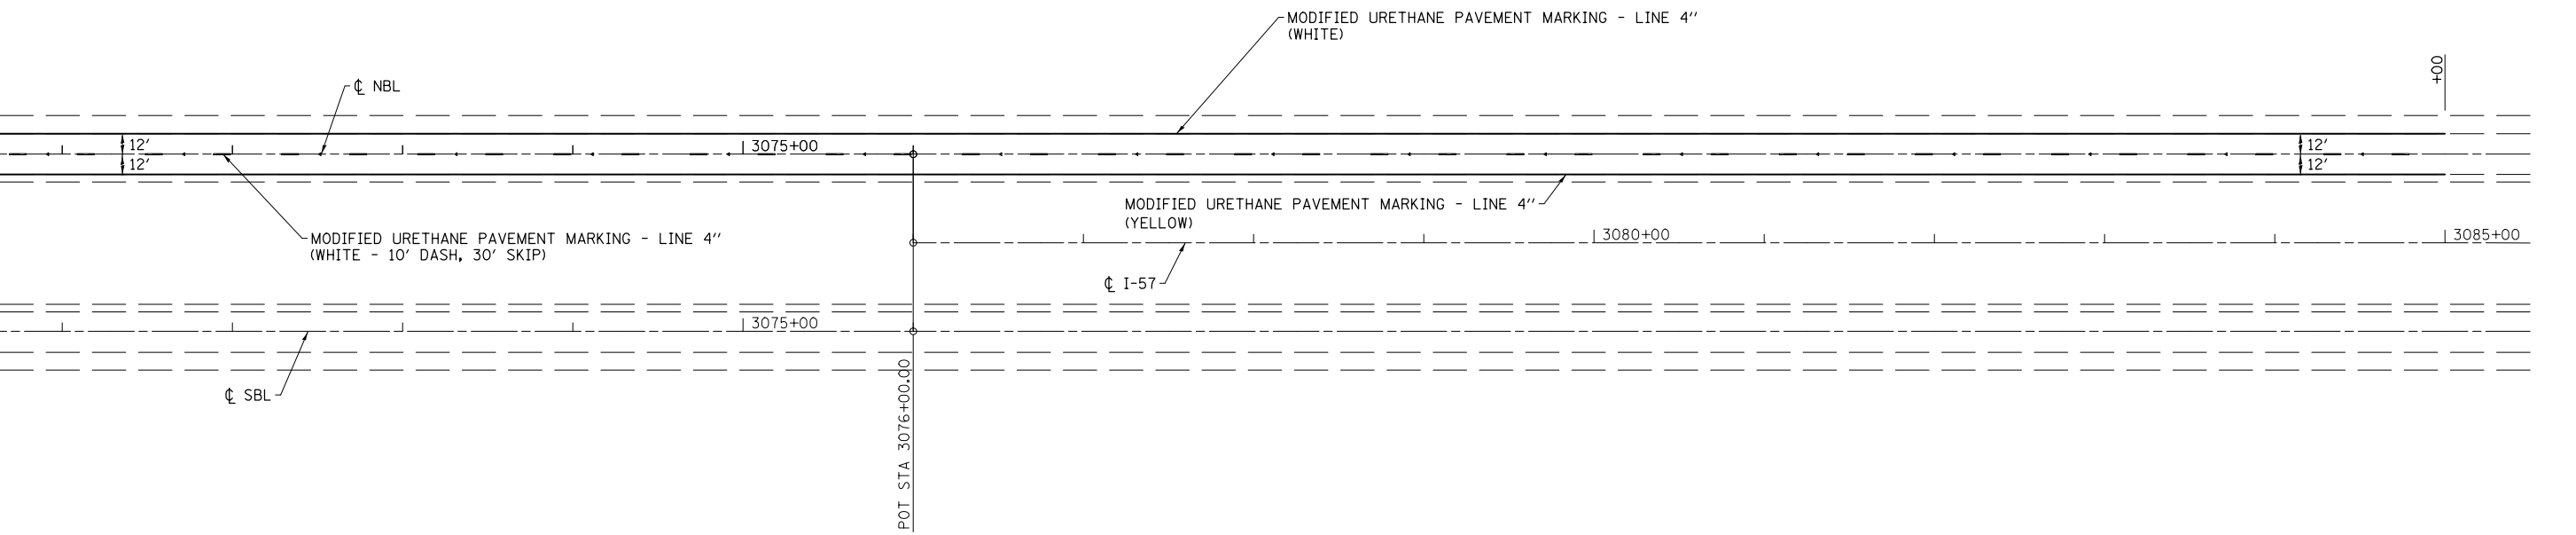 MODIFIED URETHANE PAVEMENT MARKING - LINE 4"
(WHITE)
+00
℄ NBL
12'
3075+00
12'
12'
12'
MODIFIED URETHANE PAVEMENT MARKING - LINE 4"
(YELLOW)
MODIFIED URETHANE PAVEMENT MARKING - LINE 4"
(WHITE - 10' DASH, 30' SKIP)
3080+00
3085+00
℄ I-57
3075+00
℄ SBL
POT STA 3076+00.00